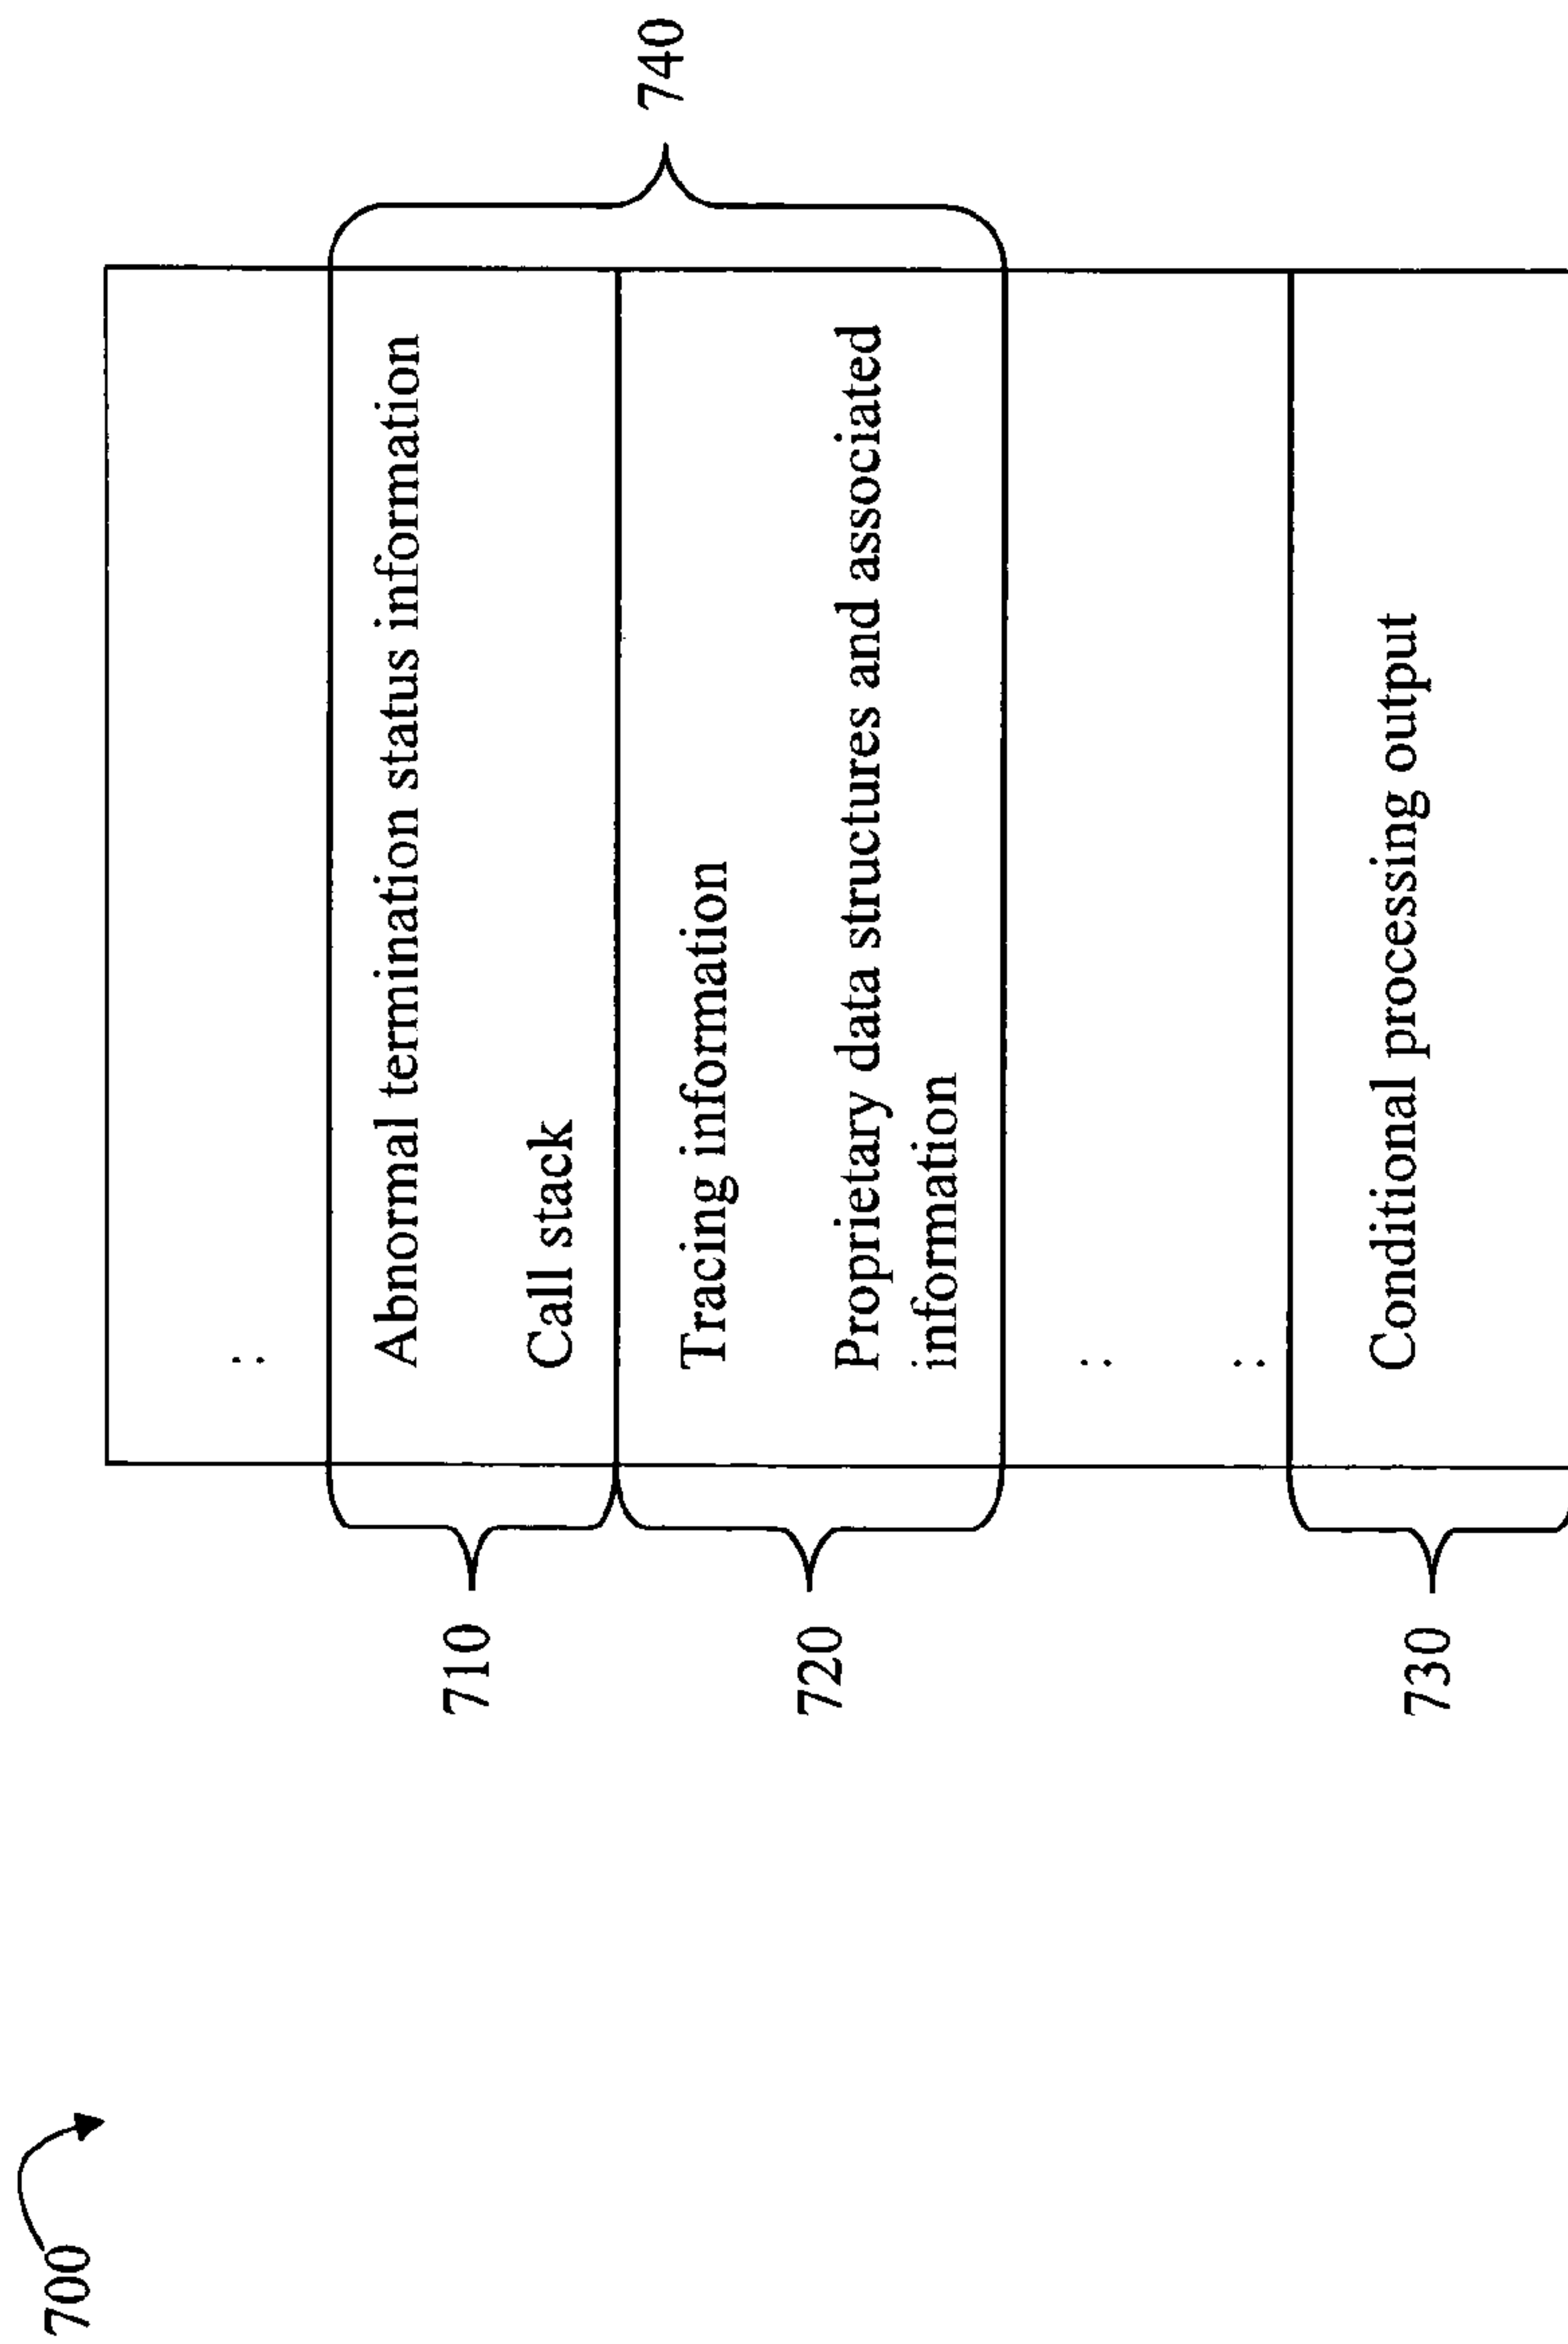 700
:
710
Abnormal termination status information
Call stack
740
720
Tracing information
Proprietary data structures and associated
information
:
:
730
Conditional processing output